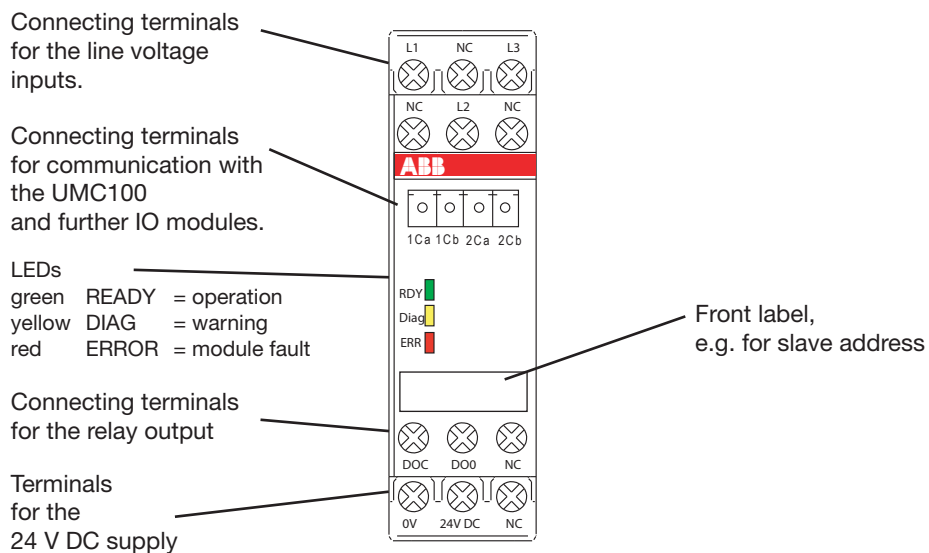 Connecting terminals
for the line voltage
inputs.
L1 NC L3
NC L2 NC
ABB
Connecting terminals
for communication with
the UMC100
and further IO modules.
1Ca 1Cb 2Ca 2Cb
LEDs
green READY = operation
yellow DIAG = warning
red ERROR = module fault
RDY
Diag
ERR
Front label,
e.g. for slave address
Connecting terminals
for the relay output
DOC DO0 NC
Terminals
for the
24 V DC supply
0V 24V DC NC